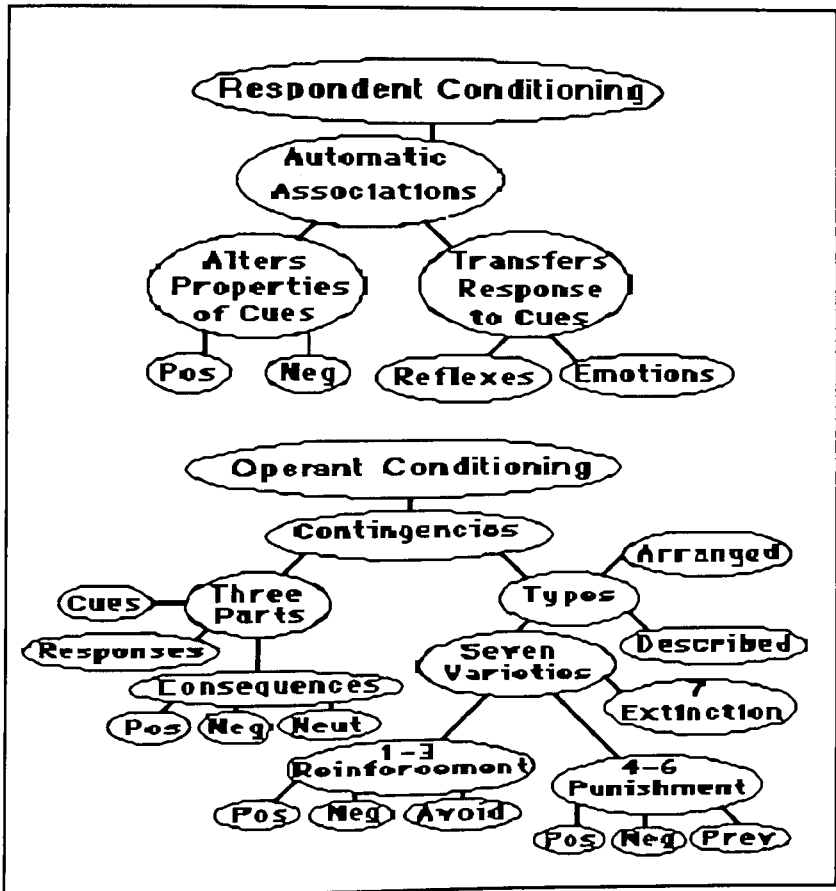 Respondent Conditioning
Automatic
Associations
Alters
Properties
of Cues
Transfers
Response
to Cues
Pos
Neg
Reflexes
Emotions
Operant Conditioning
Contingencies
Arranged
Cues
Three
Parts
Types
Responses
Described
Seven
Varieties
Consequences
7
Extinction
Pos
Neg
Neut
1-3
Reinforcement
4-6
Punishment
Pos
Neg
Avoid
Pos
Neg
Prev